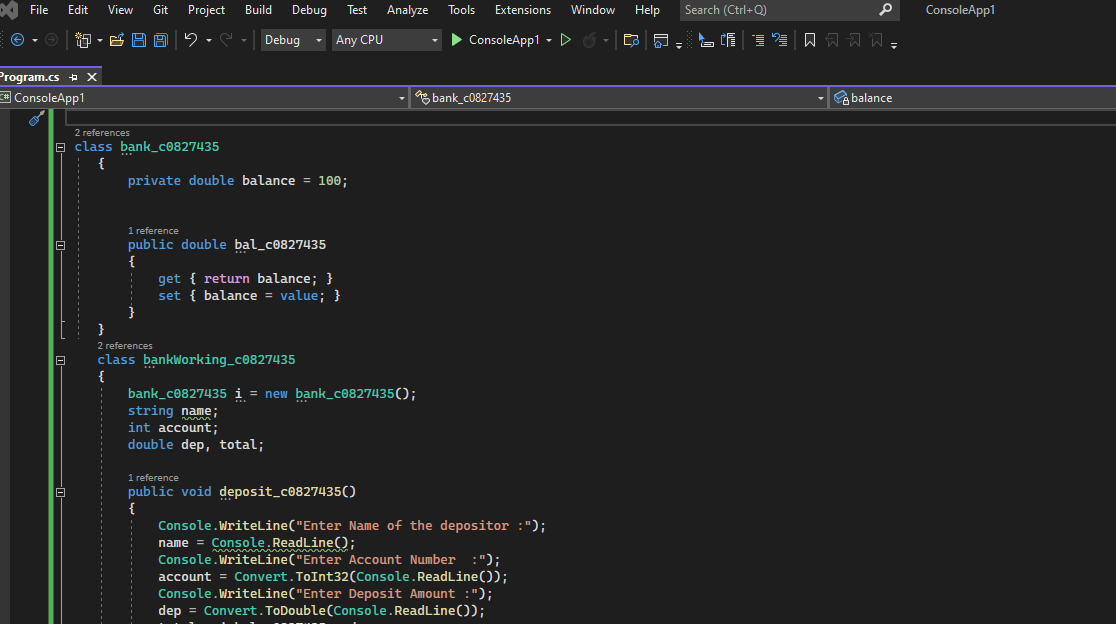 File Edit View Git Project Build Debug Test Analyze Tools Extensions Window Help Search (Ctrl+Q) ConsoleApp1
Debug Any CPU ConsoleApp1
Program.cs
ConsoleApp1 bank_c0827435 balance
2 references
class bank_c0827435
{
private double balance = 100;
1 reference
public double bal_c0827435
{
get { return balance; }
set { balance = value; }
}
}
2 references
class bankWorking_c0827435
{
bank_c0827435 i = new bank_c0827435();
string name;
int account;
double dep, total;
1 reference
public void deposit_c0827435()
{
Console.WriteLine("Enter Name of the depositor :");
name = Console.ReadLine();
Console.WriteLine("Enter Account Number  :");
account = Convert.ToInt32(Console.ReadLine());
Console.WriteLine("Enter Deposit Amount :");
dep = Convert.ToDouble(Console.ReadLine());